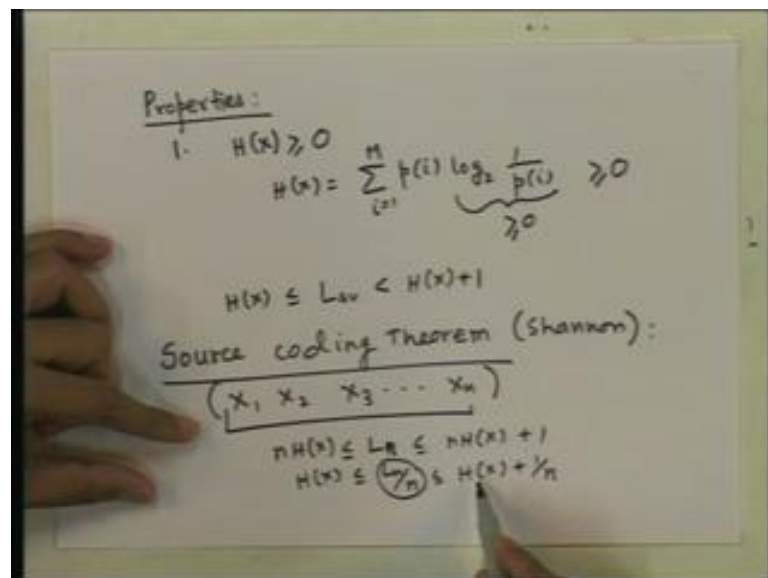 Properties:
1. H(x) ≥ 0
H(x) = Σ_{i=1}^{M} p(i) log₂ 1/p(i) ≥ 0
≥ 0
H(x) ≤ Lav < H(x)+1
Source coding Theorem (Shannon):
(X₁ X₂ X₃ ... Xₙ)
nH(x) ≤ Lₙ ≤ nH(x) + 1
H(x) ≤ Lₙ/n ≤ H(x) + 1/n